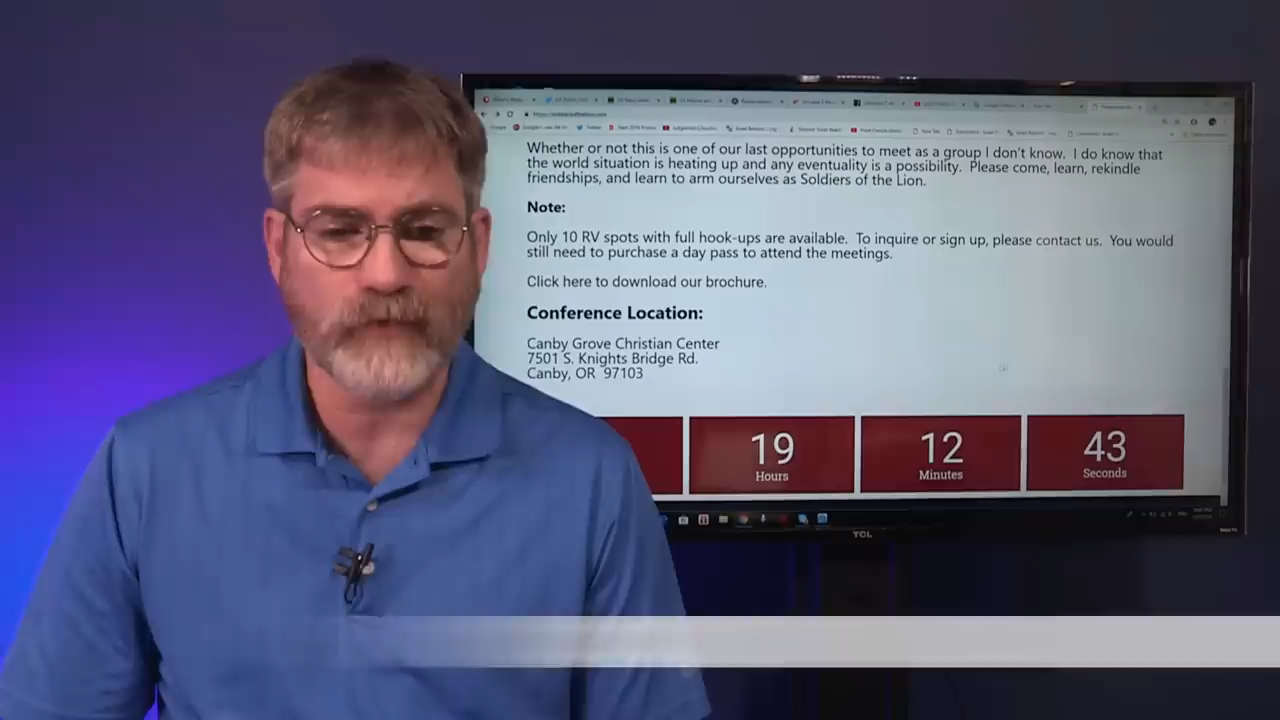 Whether or not this is one of our last opportunities to meet as a group I don't know.  I do know that
the world situation is heating up and any eventuality is a possibility.  Please come, learn, rekindle
friendships, and learn to arm ourselves as Soldiers of the Lion.
Note:
Only 10 RV spots with full hook-ups are available.  To inquire or sign up, please contact us.  You would
still need to purchase a day pass to attend the meetings.
Click here to download our brochure.
Conference Location:
Canby Grove Christian Center
7501 S. Knights Bridge Rd.
Canby, OR  97103
19 12 43
Hours Minutes Seconds
TCL